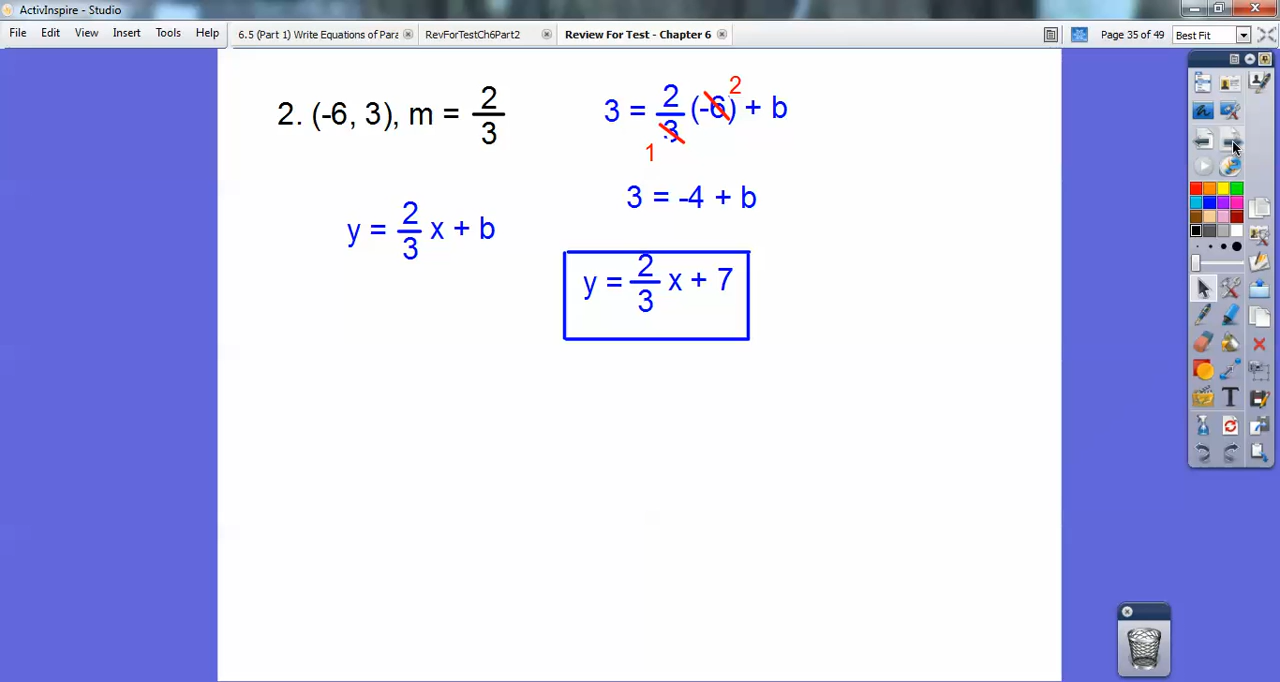 ActivInspire - Studio
File Edit View Insert Tools Help
6.5 (Part 1) Write Equations of Para
RevForTestCh6Part2
Review For Test - Chapter 6
Page 35 of 49
Best Fit
2. (-6, 3), m = 2/3
3 = 2/3 (-6) + b
2
1
3 = -4 + b
y = 2/3 x + b
y = 2/3 x + 7
T